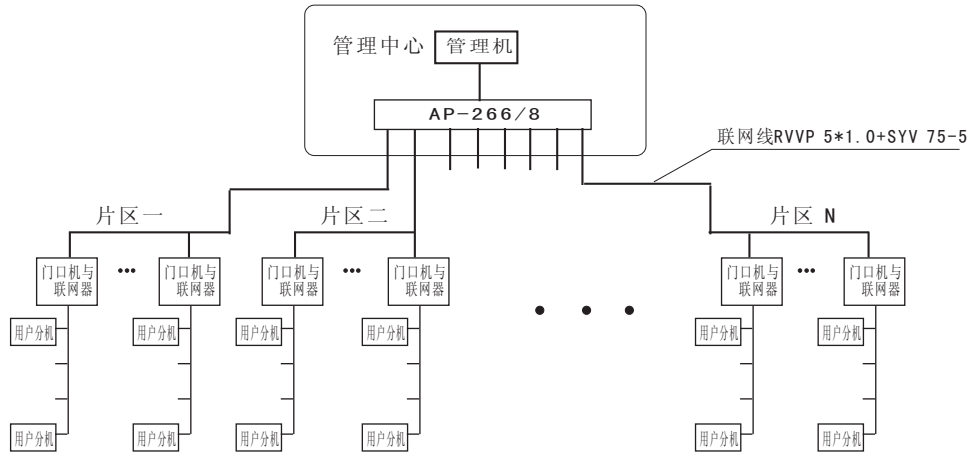 管理中心 管理机
AP-266/8
联网线RVVP 5*1.0+SYV 75-5
片区一
片区二
片区 N
门口机与
联网器
•••
门口机与
联网器
门口机与
联网器
•••
门口机与
联网器
• • •
门口机与
联网器
•••
门口机与
联网器
用户分机
用户分机
用户分机
用户分机
用户分机
用户分机
用户分机
用户分机
用户分机
用户分机
用户分机
用户分机